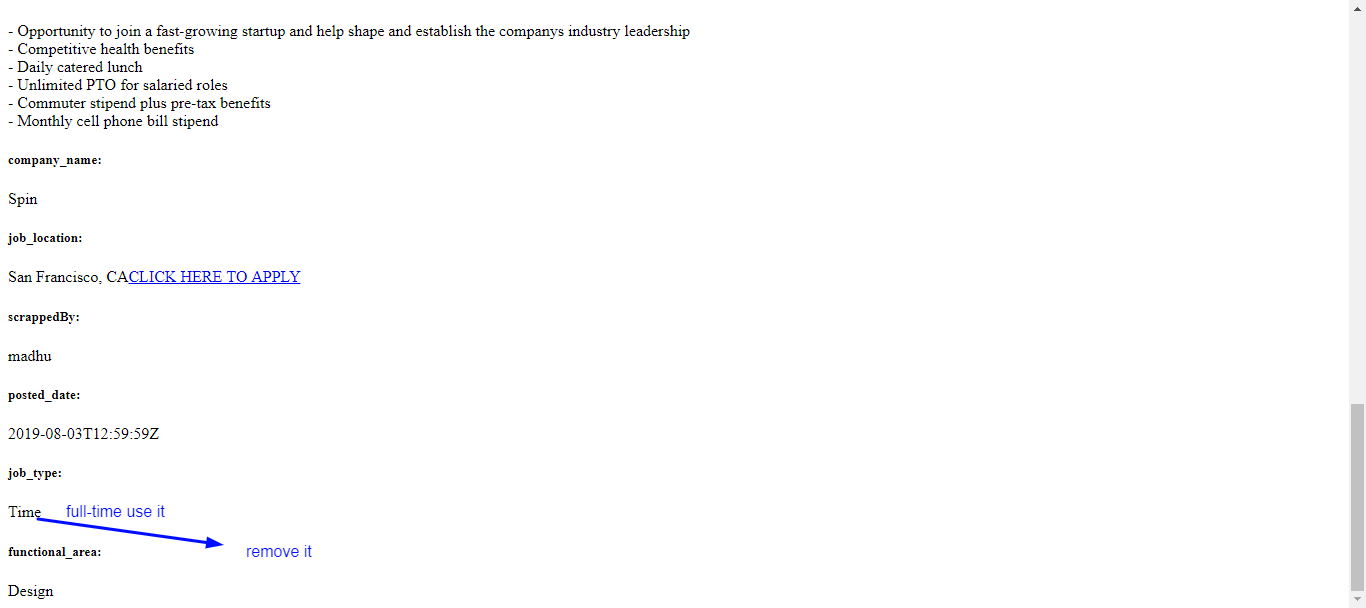 - Opportunity to join a fast-growing startup and help shape and establish the companys industry leadership
- Competitive health benefits
- Daily catered lunch
- Unlimited PTO for salaried roles
- Commuter stipend plus pre-tax benefits
- Monthly cell phone bill stipend
company_name:
Spin
job_location:
San Francisco, CACLICK HERE TO APPLY
scrappedBy:
madhu
posted_date:
2019-08-03T12:59:59Z
job_type:
Time full-time use it
functional_area: remove it
Design